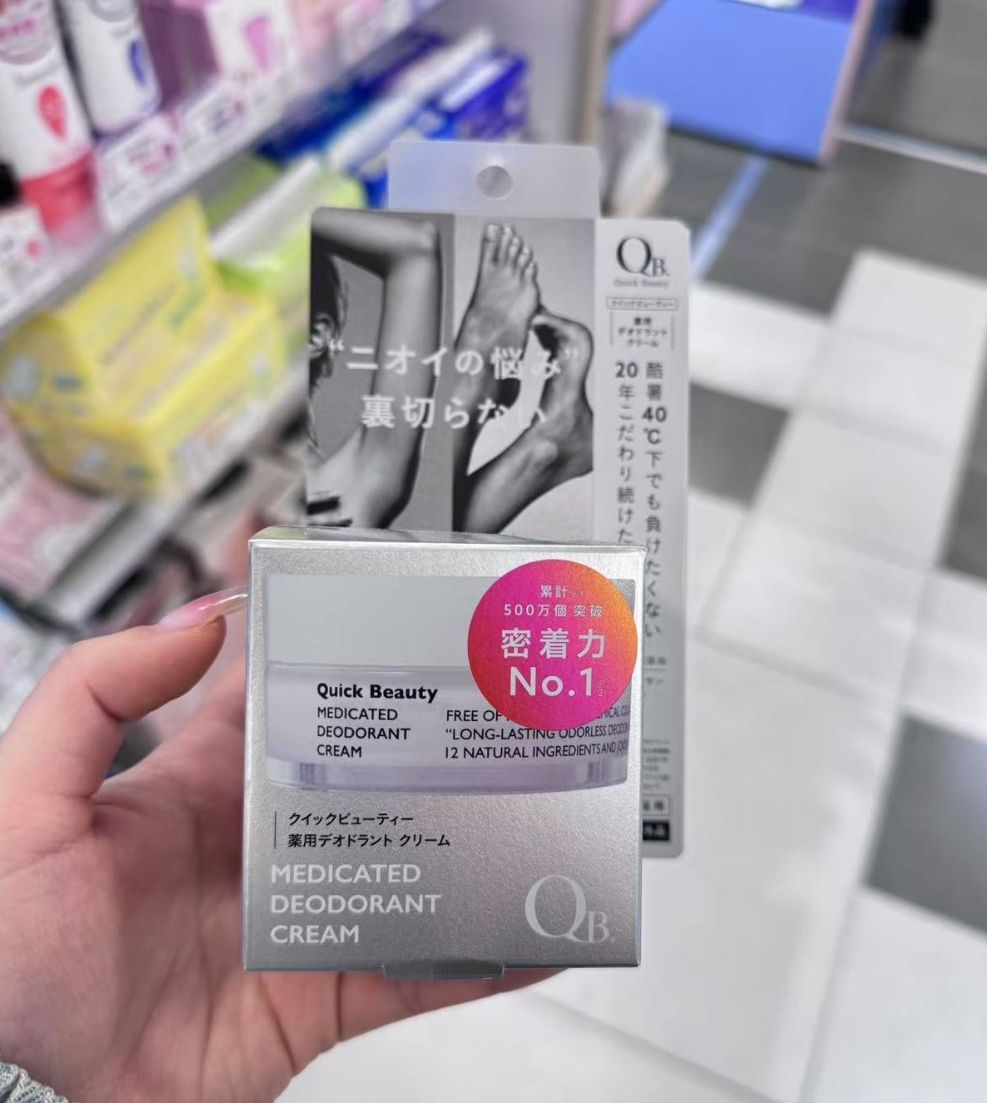 QB
Quick Beauty
クイックビューティー
薬用
デオドラント
クリーム
“ニオイの悩み”
裏切らない
酷暑40℃下でも負けたくない
20年こだわり続けた
累計
500万個 突破
密着力
No.1
Quick Beauty
MEDICATED
DEODORANT
CREAM
FREE OF
“LONG-LASTING ODORLESS
12 NATURAL INGREDIENTS AND
クイックビューティー
薬用デオドラント クリーム
MEDICATED
DEODORANT
CREAM
QB